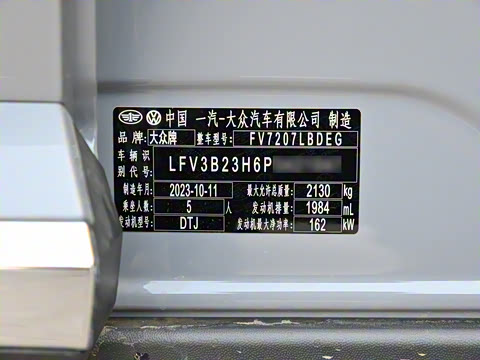 中国 一汽-大众汽车有限公司 制造
品牌 大众牌 整车型号 FV7207LBDEG
车辆识别代号: LFV3B23H6P
制造年月: 2023-10-11 最大允许总质量: 2130 kg
乘坐人数: 5 人 发动机排量: 1984 mL
发动机型号: DTJ 发动机最大净功率: 162 kW